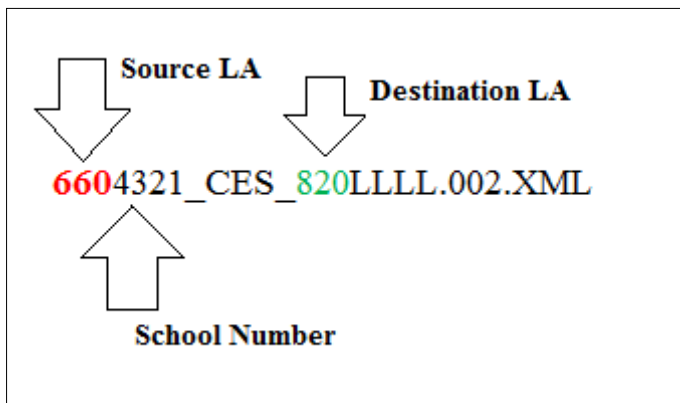 Source LA
Destination LA
6604321_CES_820LLLL.002.XML
School Number